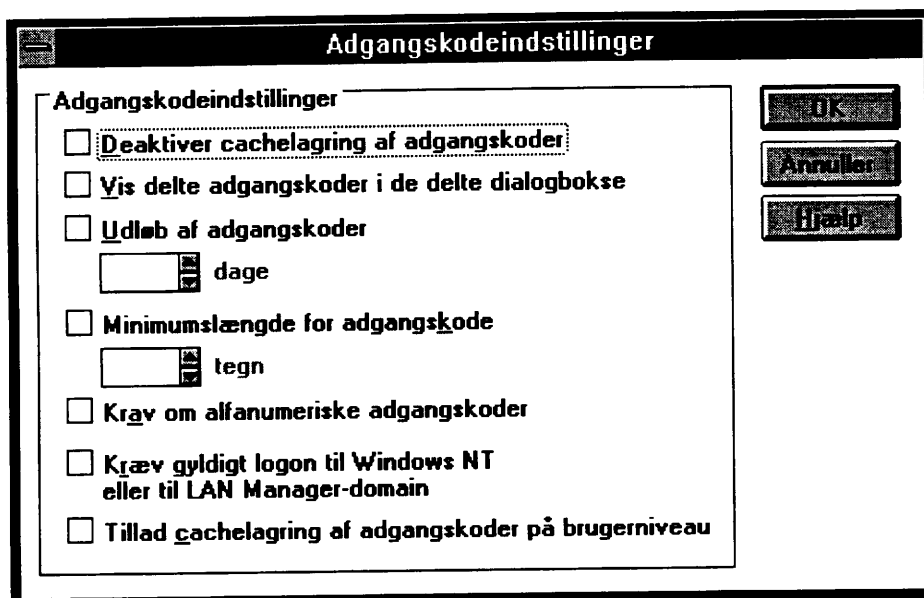 Adgangskodeindstillinger
Adgangskodeindstillinger
Deaktiver cachelagring af adgangskoder
Vis delte adgangskoder i de delte dialogbokse
Udløb af adgangskoder
dage
Minimumslængde for adgangskode
tegn
Krav om alfanumeriske adgangskoder
Kræv gyldigt logon til Windows NT
eller til LAN Manager-domain
Tillad cachelagring af adgangskoder på brugerniveau
OK
Annuller
Hjælp